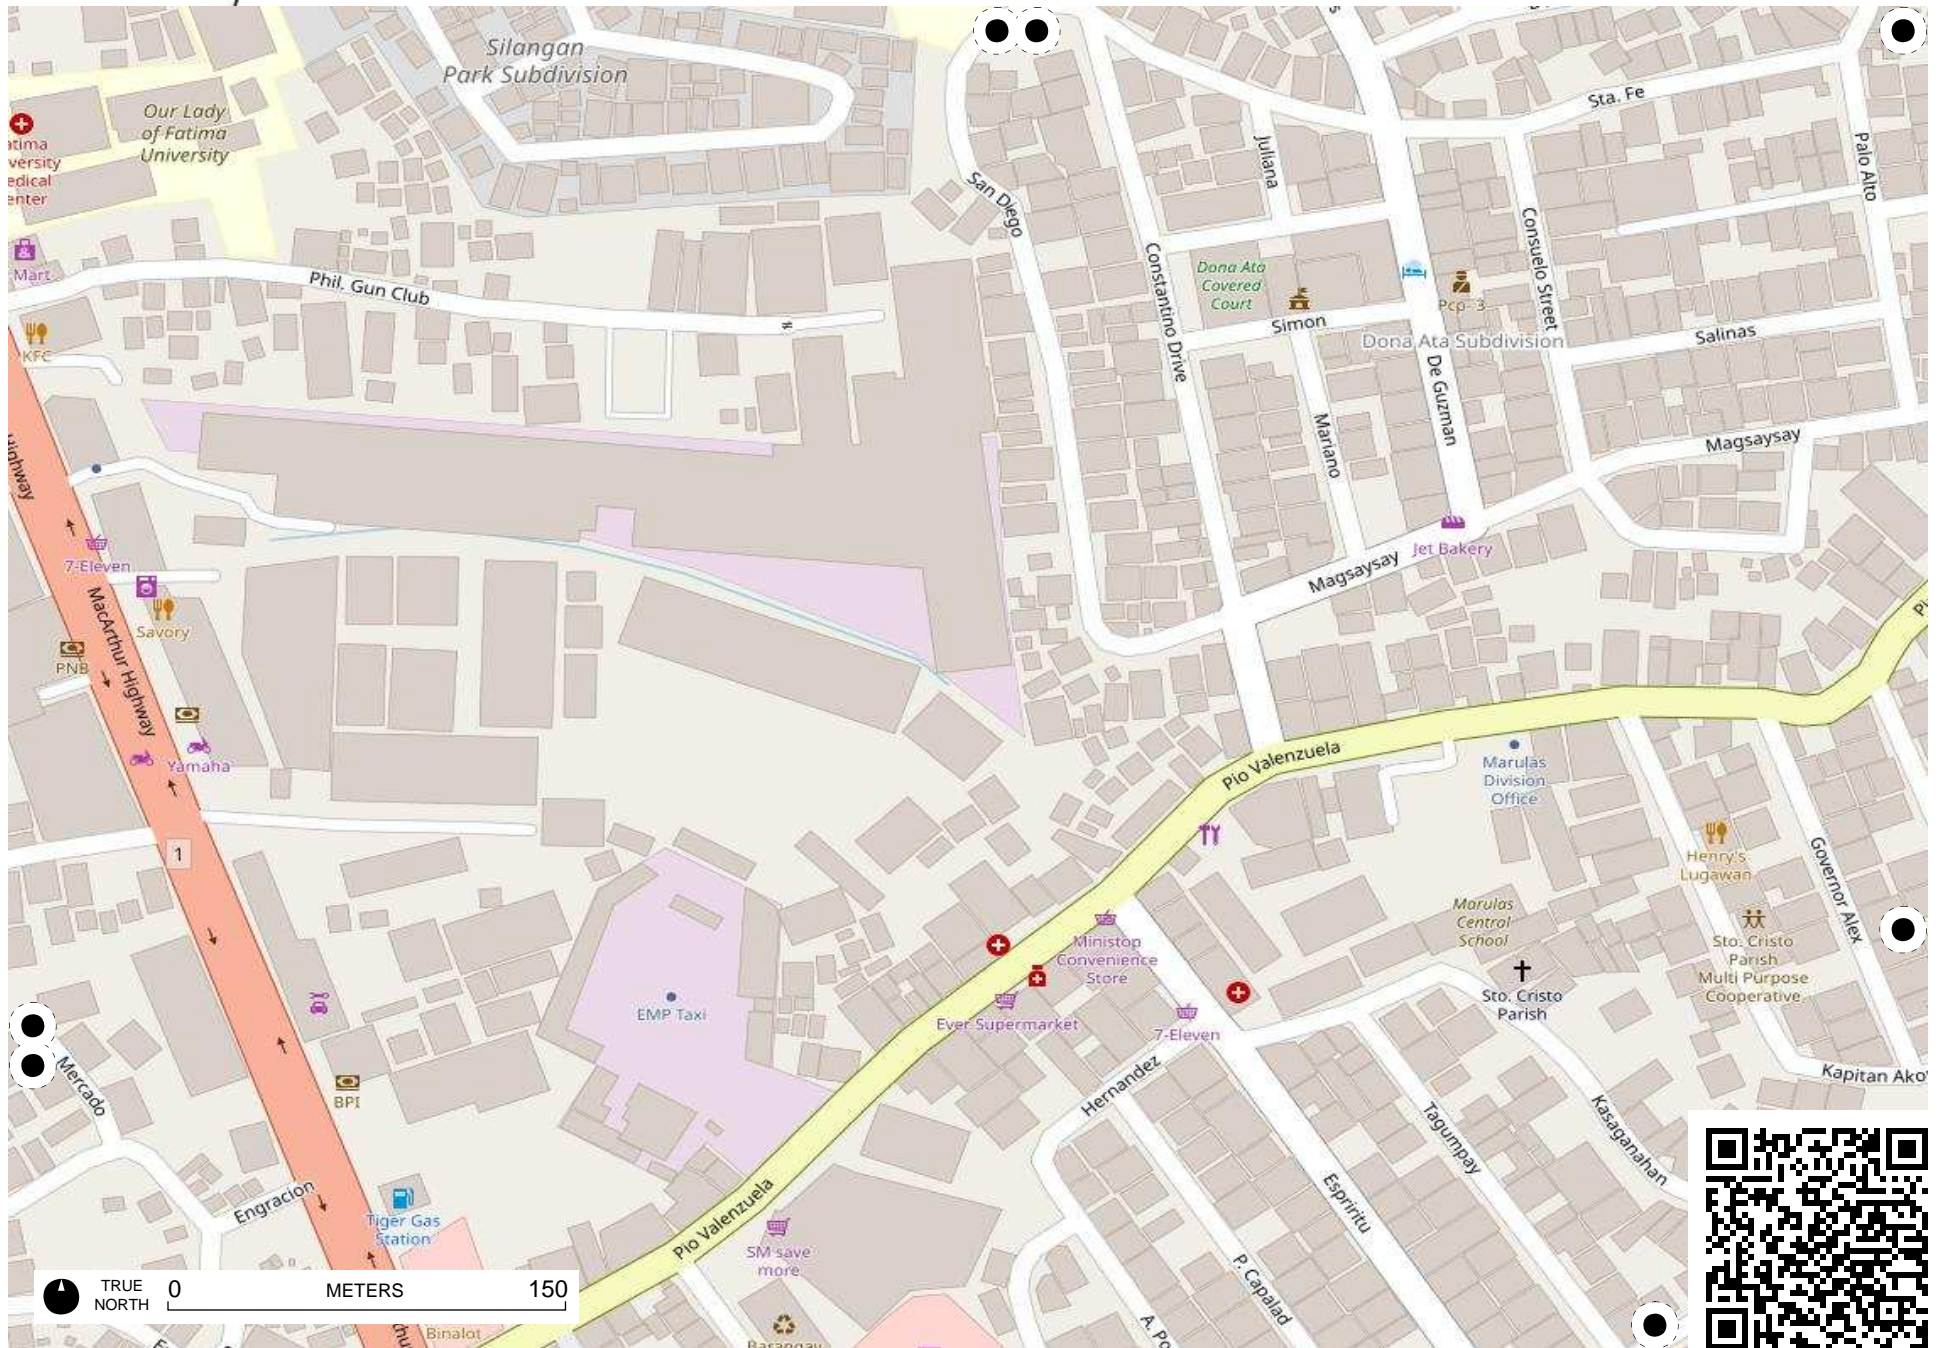 Silangan
Park Subdivision
Our Lady
of Fatima
University
Sta. Fe
Juliana
Palo Alto
San Diego
Mart
Phil. Gun Club
Constantino Drive
Dona Ata
Covered
Court
Consuelo Street
Pcp-3
Simon
Dona Ata Subdivision
Salinas
KFC
De Guzman
Mariano
Magsaysay
Highway
Jet Bakery
Magsaysay
7-Eleven
MacArthur Highway
Savory
PNB
Yamaha
Pio Valenzuela
Marulas
Division
Office
1
Henry's
Lugawan
Governor Alex
Marulas
Central
School
Ministop
Convenience
Store
Sto. Cristo
Parish
Multi Purpose
Cooperative
Sto. Cristo
Parish
EMP Taxi
Ever Supermarket
7-Eleven
Mercado
Hernandez
Kapitan Ako
BPI
Tagumpay
Kasaganahan
Engracion
Espriritu
Tiger Gas
Station
Pio Valenzuela
SM save
more
P. Capalad
TRUE
NORTH
0 METERS 150
A. Po
Binalot
Barangay